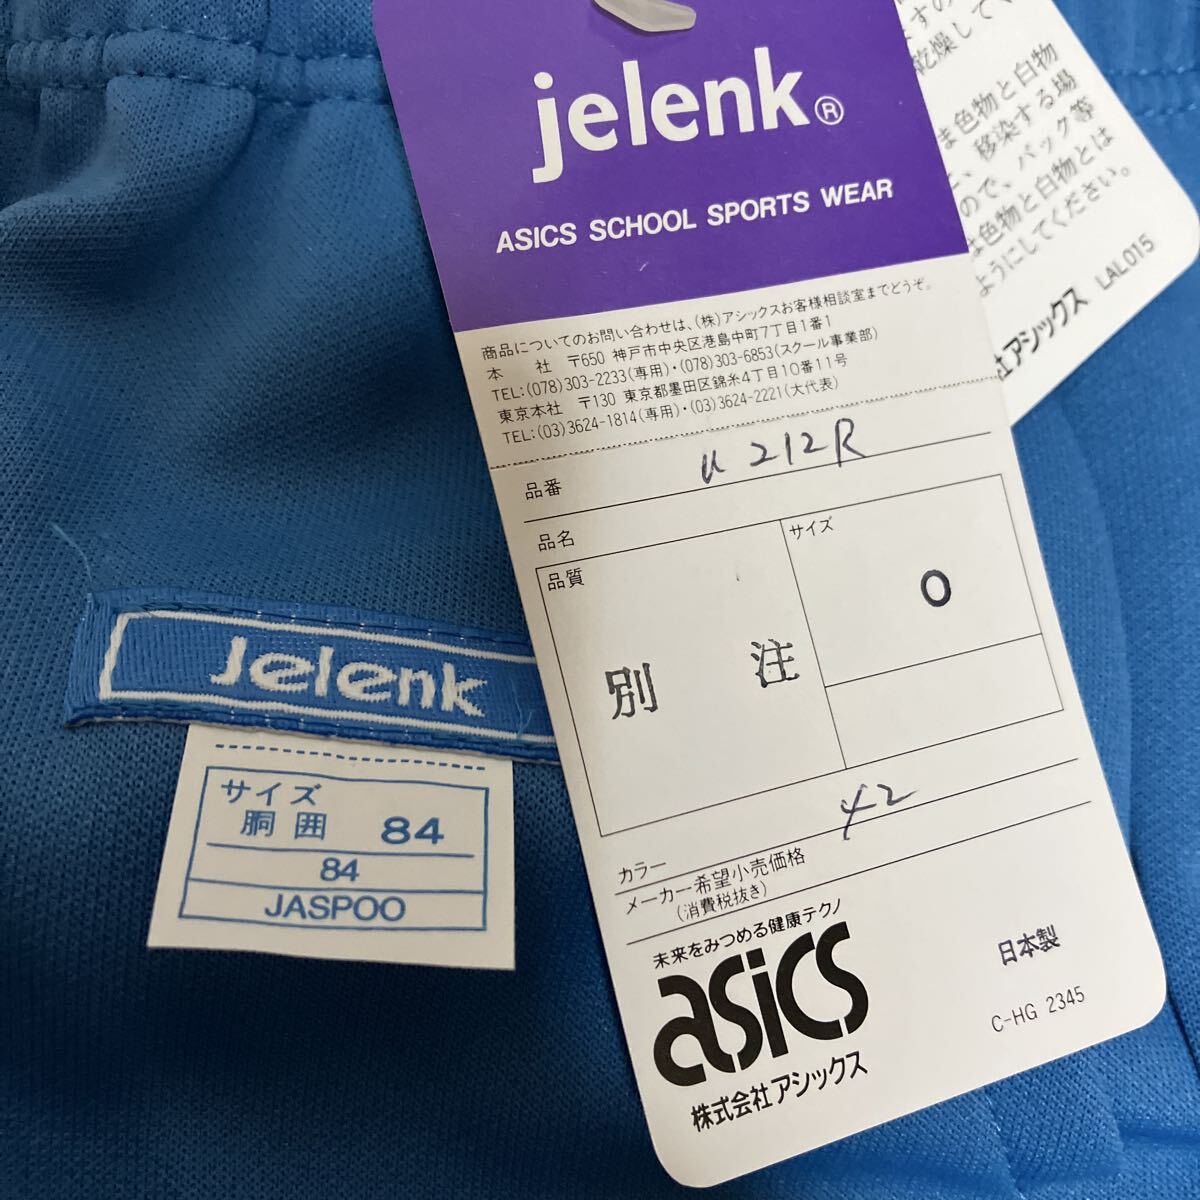 jelenk®
ASICS SCHOOL SPORTS WEAR
商品についてのお問い合わせは、(株)アシックスお客様相談室までどうぞ。
本　社　〒650 神戸市中央区港島中町7丁目1番1
TEL:(078)303-2233(専用)・(078)303-6853(スクール事業部)
東京本社　〒130 東京都墨田区錦糸4丁目10番11号
TEL:(03)3624-1814(専用)・(03)3624-2221(大代表)
品番 U212R
品名
品質
別 注
サイズ
O
カラー 42
メーカー希望小売価格
(消費税抜き)
未来をみつめる健康テクノ
asics
株式会社アシックス
日本製
C-HG 2345
すの
乾燥して
ま色物と白物
移染する場
ので、バック等
は色物と白物とは
ようにしてください。
社アシックス LAL015
jelenk
サイズ
胴囲 84
84
JASPOO